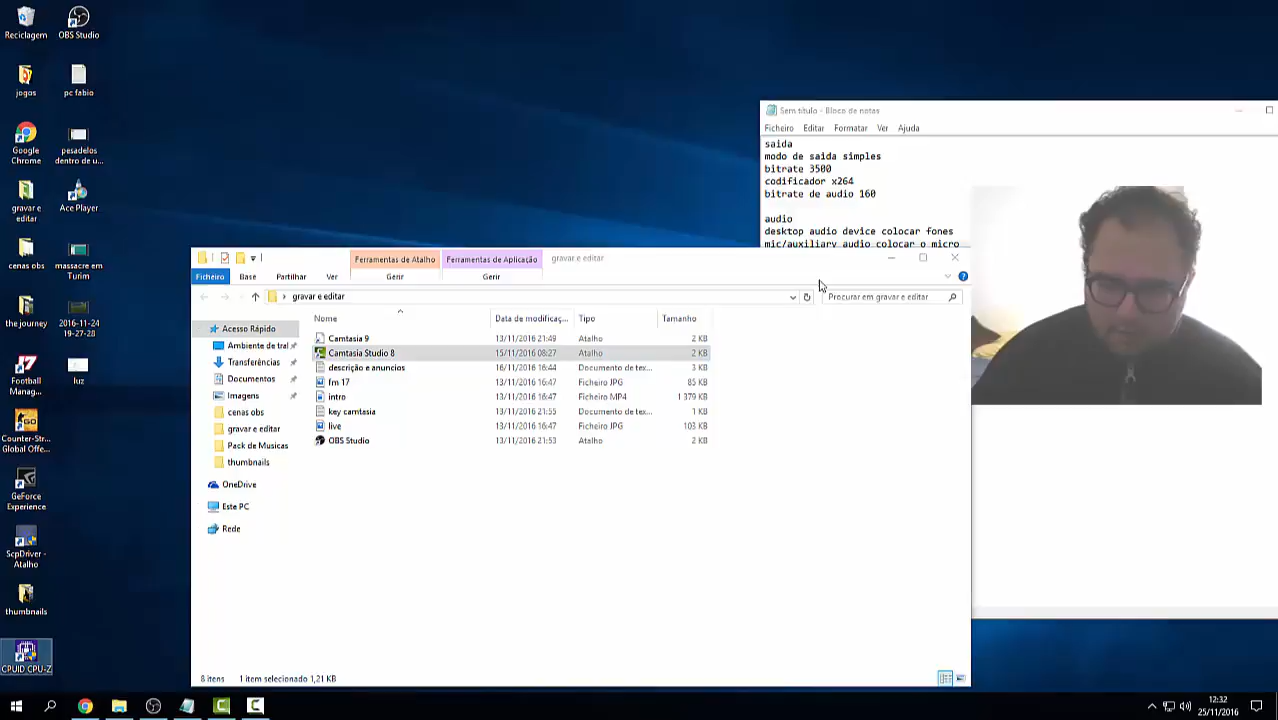 Reciclagem
OBS Studio
jogos
pc fabio
Google
Chrome
pesadelos
dentro de u...
gravar e
editar
Ace Player
cenas obs
massacre em
Turim
the journey
2016-11-24
19-27-28
Football
Manag...
luz
Counter-Str...
Global Offe...
GeForce
Experience
ScpDriver -
Atalho
thumbnails
CPUID CPU-Z
Sem título - Bloco de notas
Ficheiro Editar Formatar Ver Ajuda
saida
modo de saida simples
bitrate 3500
codificador x264
bitrate de audio 160
audio
desktop audio device colocar fones
mic/auxiliary audio colocar o micro
Ferramentas de Atalho Ferramentas de Aplicação gravar e editar
Ficheiro Base Partilhar Ver Gerir Gerir
gravar e editar Procurar em gravar e editar
Nome Data de modificaç... Tipo Tamanho
Acesso Rápido
Ambiente de tral
Transferências
Documentos
Imagens
cenas obs
gravar e editar
Pack de Musicas
thumbnails
OneDrive
Este PC
Rede
Camtasia 9 13/11/2016 21:49 Atalho 2 KB
Camtasia Studio 8 15/11/2016 08:27 Atalho 2 KB
descrição e anuncios 16/11/2016 16:44 Documento de tex... 3 KB
fm 17 13/11/2016 16:47 Ficheiro JPG 85 KB
intro 13/11/2016 16:47 Ficheiro MP4 1 379 KB
key camtasia 13/11/2016 21:55 Documento de tex... 1 KB
live 13/11/2016 16:47 Ficheiro JPG 103 KB
OBS Studio 13/11/2016 21:53 Atalho 2 KB
8 itens 1 item selecionado 1,21 KB
12:32
25/11/2016